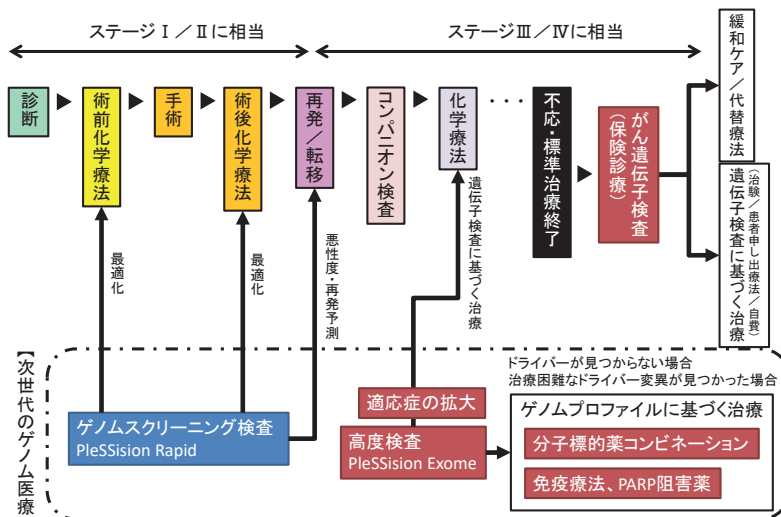 ステージⅠ／Ⅱに相当
ステージⅢ／Ⅳに相当
診断
術前化学療法
手術
術後化学療法
再発／転移
コンパニオン検査
化学療法
・・・
不応・標準治療終了
がん遺伝子検査
（保険診療）
緩和ケア／代替療法
遺伝子検査に基づく治療
（治験／患者申し出療法／自費）
最適化
最適化
悪性度・再発予測
遺伝子検査に基づく治療
【次世代のゲノム医療】
ゲノムスクリーニング検査
PleSSision Rapid
適応症の拡大
高度検査
PleSSision Exome
ドライバーが見つからない場合
治療困難なドライバー変異が見つかった場合
ゲノムプロファイルに基づく治療
分子標的薬コンビネーション
免疫療法、PARP阻害薬